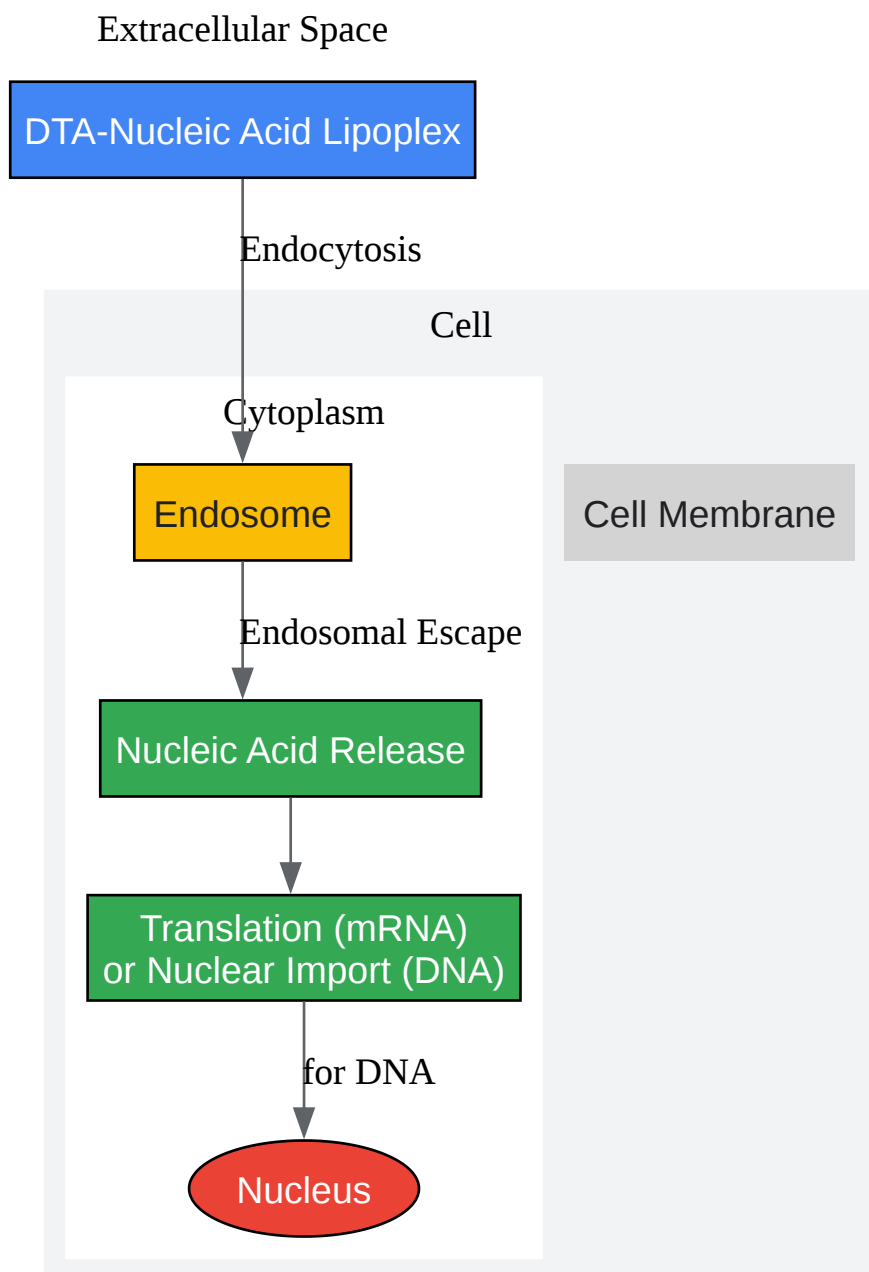 Extracellular Space
DTA-Nucleic Acid Lipoplex
Endocytosis
Cell
Cytoplasm
Endosome
Cell Membrane
Endosomal Escape
Nucleic Acid Release
Translation (mRNA)
or Nuclear Import (DNA)
for DNA
Nucleus